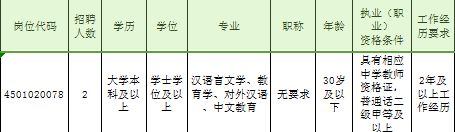 岗位代码
招聘
人数
学历
学位
专业
职称
年龄
执业（职
业）
资格条件
工作经
历要求
4501020078
2
大学本
科及以
上
学士学
位及以上
汉语言文学、教
育学、对外汉语
、中文教育
无要求
30岁
及以
下
具有相应
中学教师
资格证，
普通话二
级甲等及
以上
2年及
以上工
作经历